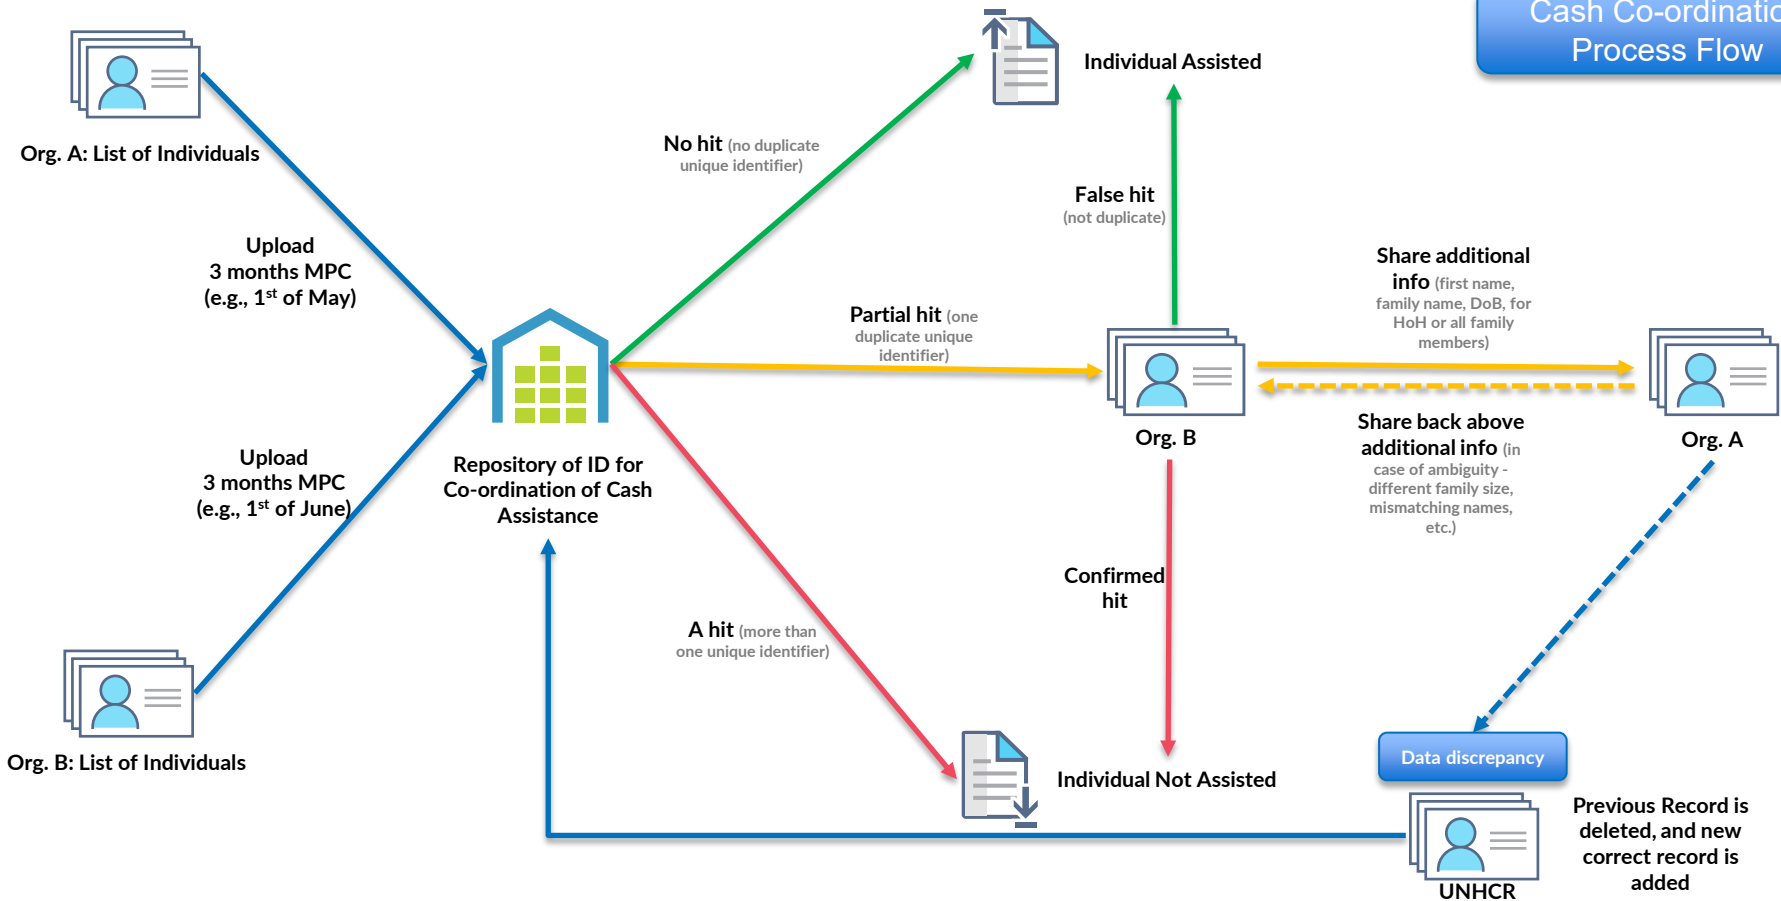 Cash Co-ordinatio
Process Flow
Individual Assisted
Org. A: List of Individuals
No hit (no duplicate
unique identifier)
False hit
(not duplicate)
Upload
3 months MPC
(e.g., 1st of May)
Share additional
info (first name,
family name, DoB, for
HoH or all family
members)
Partial hit (one
duplicate unique
identifier)
Org. B
Org. A
Share back above
additional info (in
case of ambiguity -
different family size,
mismatching names,
etc.)
Upload
3 months MPC
(e.g., 1st of June)
Repository of ID for
Co-ordination of Cash
Assistance
Confirmed
hit
A hit (more than
one unique identifier)
Org. B: List of Individuals
Individual Not Assisted
Data discrepancy
Previous Record is
deleted, and new
correct record is
added
UNHCR